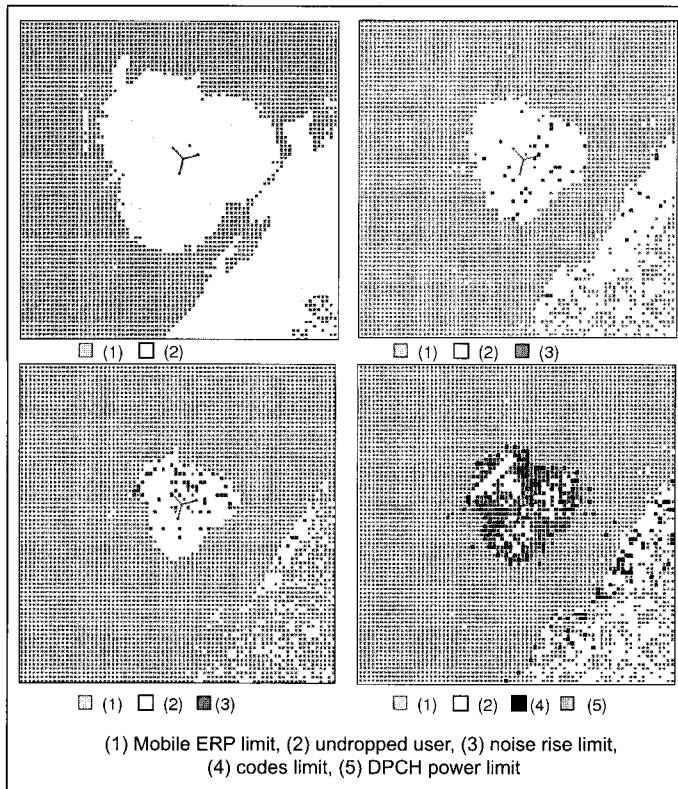 (1) (2)
(1) (2) (3)
(1) (2) (3)
(1) (2) (4) (5)
(1) Mobile ERP limit, (2) undropped user, (3) noise rise limit,
(4) codes limit, (5) DPCH power limit